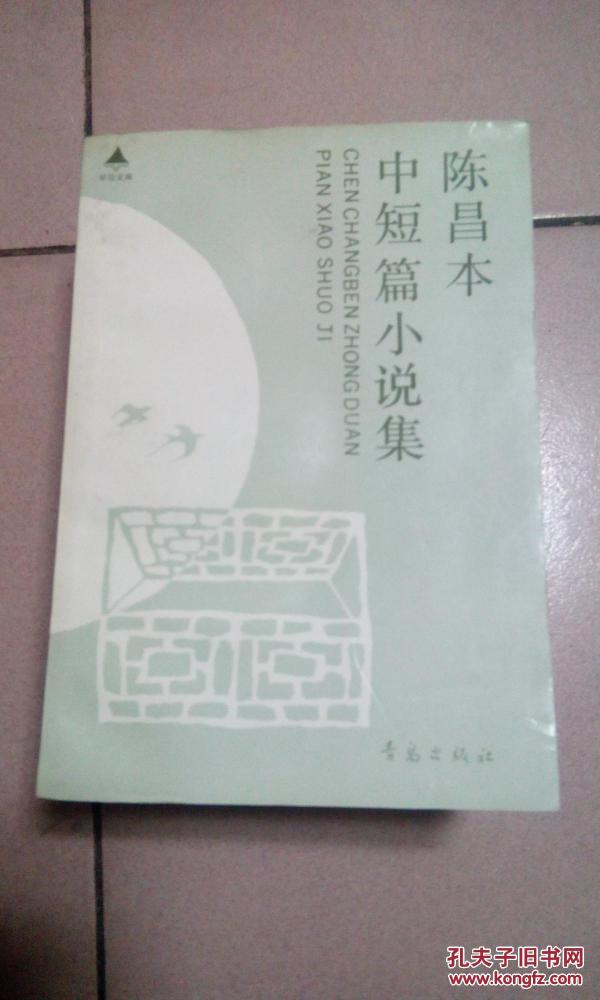 陈昌本
中短篇小说集
CHEN CHANGBEN ZHONG DUAN
PIAN XIAO SHUO JI
青岛出版社
孔夫子旧书网
www.kongfz.com